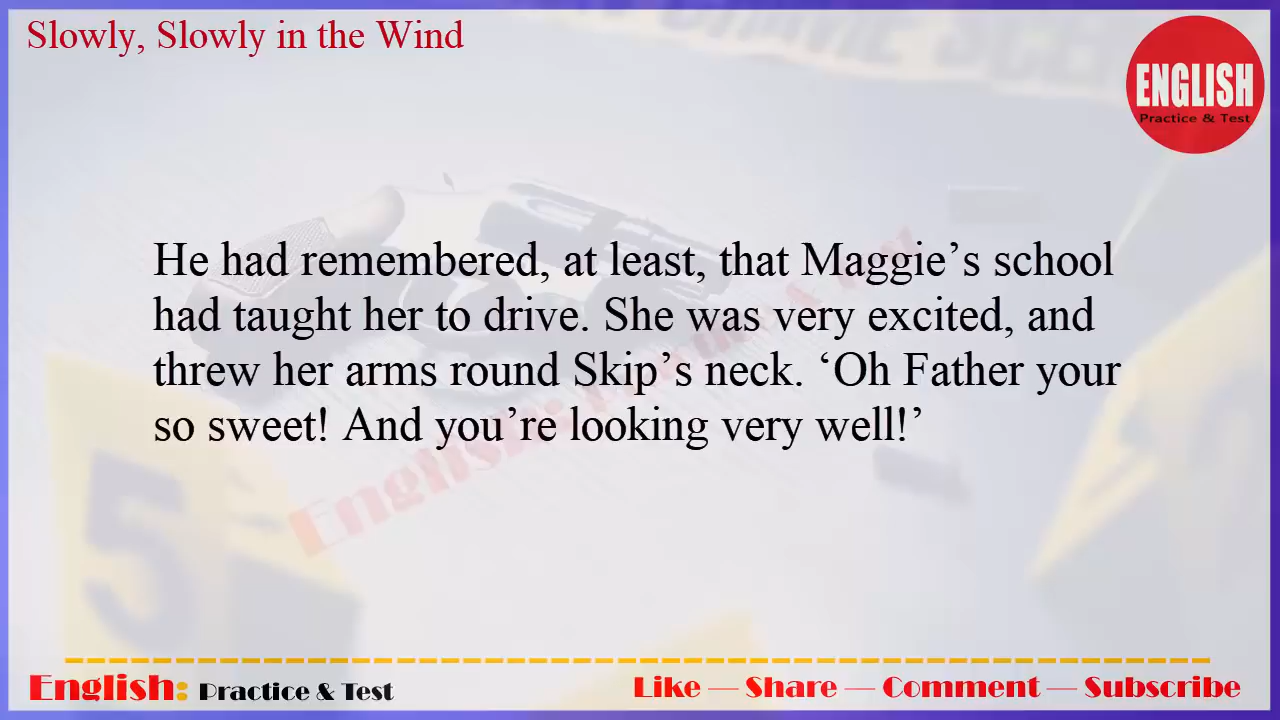 Slowly, Slowly in the Wind
ENGLISH
Practice & Test
He had remembered, at least, that Maggie’s school
had taught her to drive. She was very excited, and
threw her arms round Skip’s neck. ‘Oh Father your
so sweet! And you’re looking very well!’
5
English: Practice & Test
Like — Share — Comment — Subscribe